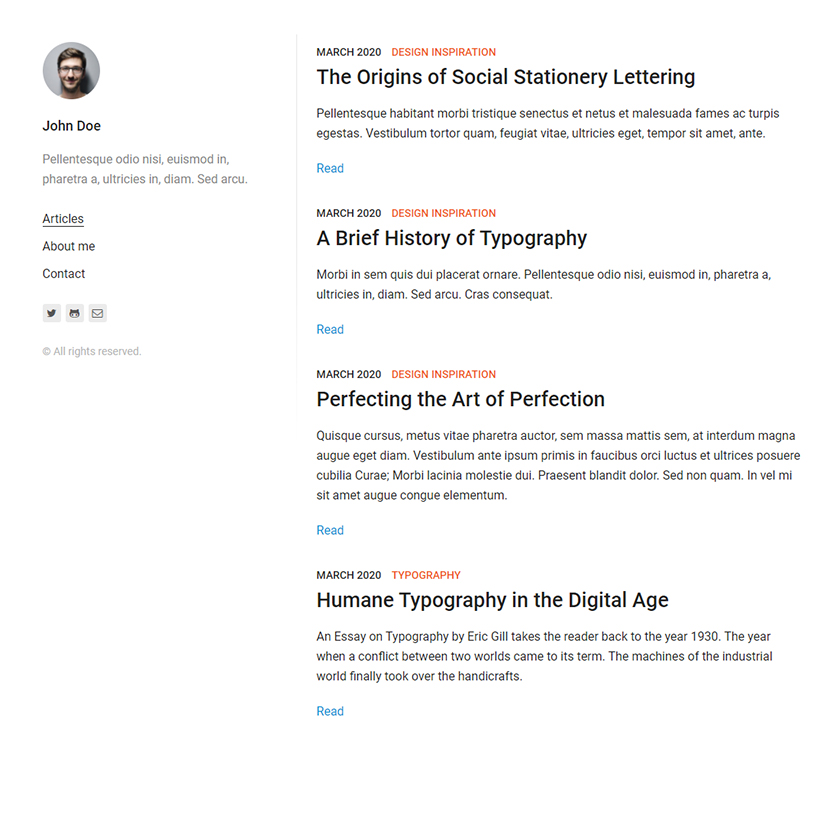 John Doe
Pellentesque odio nisi, euismod in,
pharetra a, ultricies in, diam. Sed arcu.
Articles
About me
Contact
© All rights reserved.
MARCH 2020 DESIGN INSPIRATION
The Origins of Social Stationery Lettering
Pellentesque habitant morbi tristique senectus et netus et malesuada fames ac turpis
egestas. Vestibulum tortor quam, feugiat vitae, ultricies eget, tempor sit amet, ante.
Read
MARCH 2020 DESIGN INSPIRATION
A Brief History of Typography
Morbi in sem quis dui placerat ornare. Pellentesque odio nisi, euismod in, pharetra a,
ultricies in, diam. Sed arcu. Cras consequat.
Read
MARCH 2020 DESIGN INSPIRATION
Perfecting the Art of Perfection
Quisque cursus, metus vitae pharetra auctor, sem massa mattis sem, at interdum magna
augue eget diam. Vestibulum ante ipsum primis in faucibus orci luctus et ultrices posuere
cubilia Curae; Morbi lacinia molestie dui. Praesent blandit dolor. Sed non quam. In vel mi
sit amet augue congue elementum.
Read
MARCH 2020 TYPOGRAPHY
Humane Typography in the Digital Age
An Essay on Typography by Eric Gill takes the reader back to the year 1930. The year
when a conflict between two worlds came to its term. The machines of the industrial
world finally took over the handicrafts.
Read